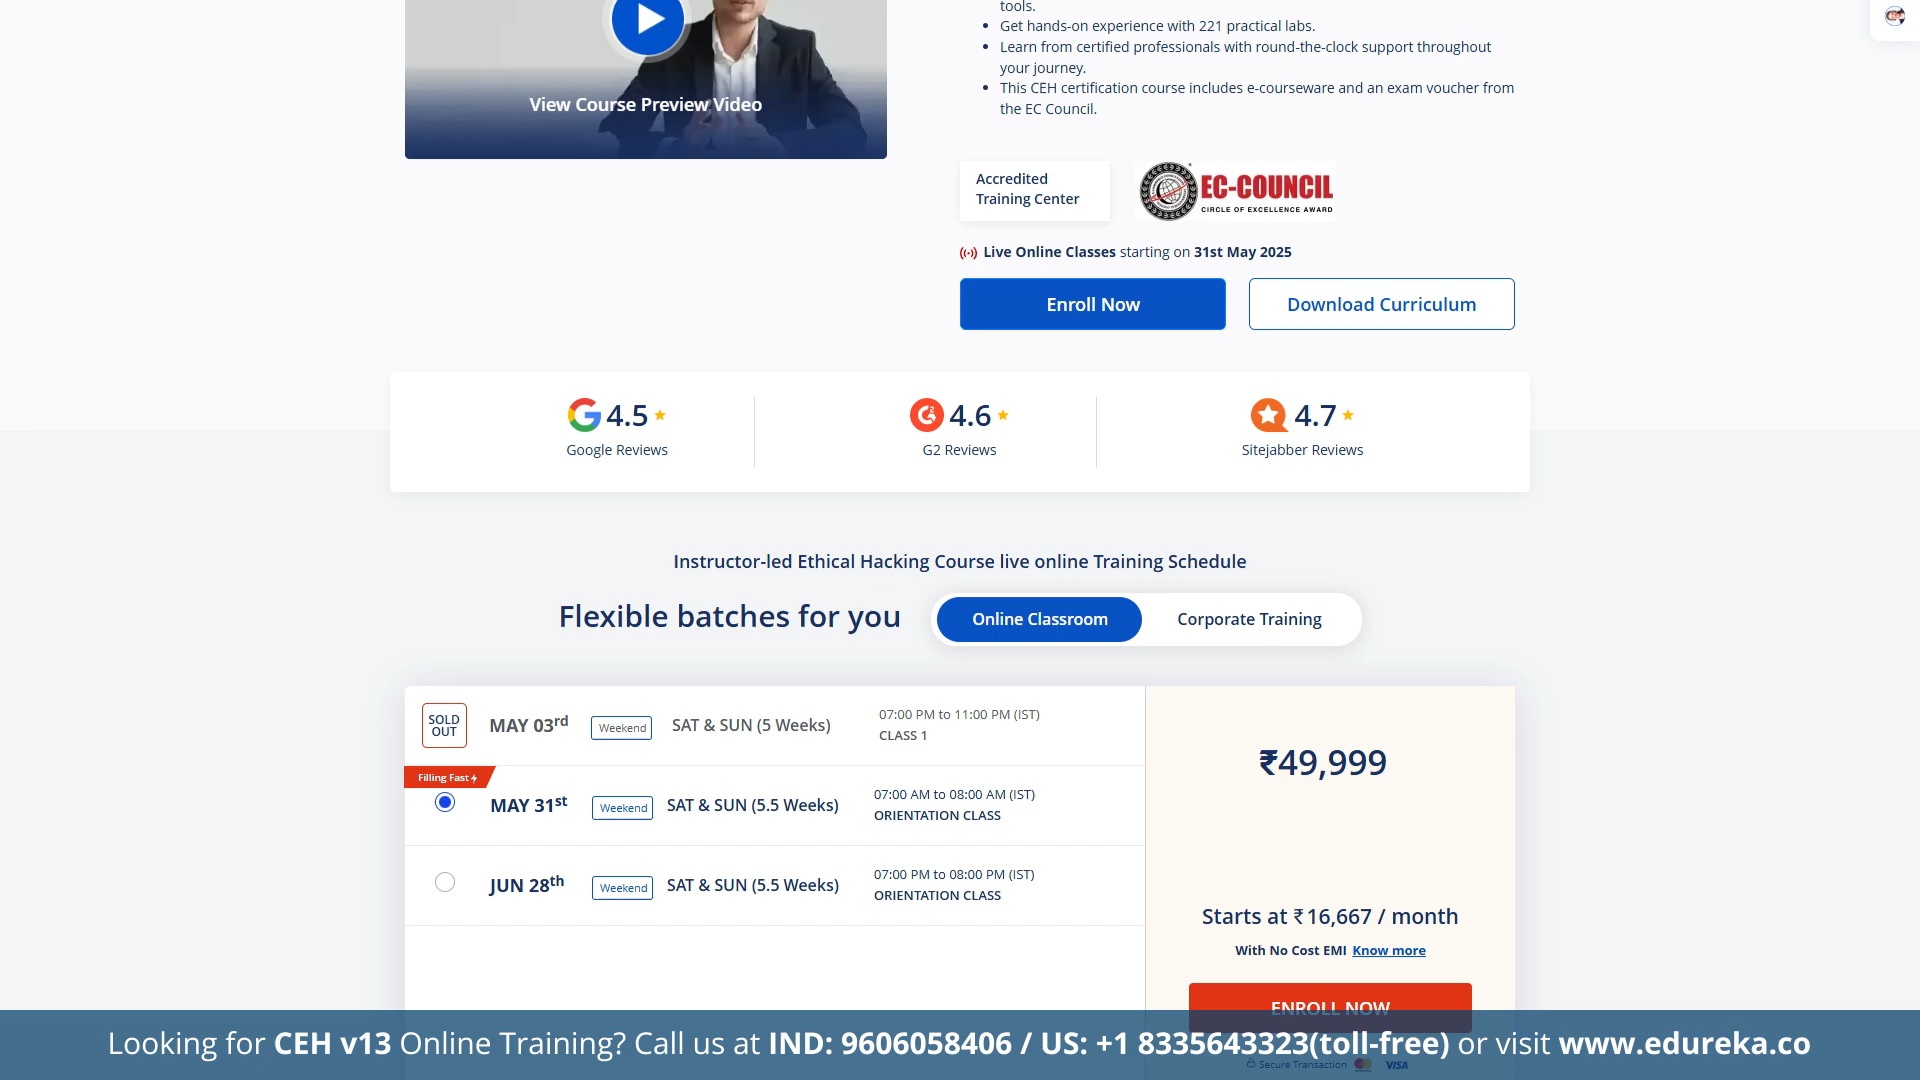 tools.
• Get hands-on experience with 221 practical labs.
• Learn from certified professionals with round-the-clock support throughout
your journey.
• This CEH certification course includes e-courseware and an exam voucher from
the EC Council.
View Course Preview Video
Accredited
Training Center
EC-COUNCIL
CIRCLE OF EXCELLENCE AWARD
Live Online Classes starting on 31st May 2025
Enroll Now
Download Curriculum
4.5
Google Reviews
4.6
G2 Reviews
4.7
Sitejabber Reviews
Instructor-led Ethical Hacking Course live online Training Schedule
Flexible batches for you
Online Classroom
Corporate Training
SOLD
OUT
MAY 03rd
Weekend
SAT & SUN (5 Weeks)
07:00 PM to 11:00 PM (IST)
CLASS 1
Filling Fast
MAY 31st
Weekend
SAT & SUN (5.5 Weeks)
07:00 AM to 08:00 AM (IST)
ORIENTATION CLASS
JUN 28th
Weekend
SAT & SUN (5.5 Weeks)
07:00 PM to 08:00 PM (IST)
ORIENTATION CLASS
₹49,999
Starts at ₹16,667 / month
With No Cost EMI Know more
ENROLL NOW
Looking for CEH v13 Online Training? Call us at IND: 9606058406 / US: +1 8335643323(toll-free) or visit www.edureka.co
Secure Transaction VISA